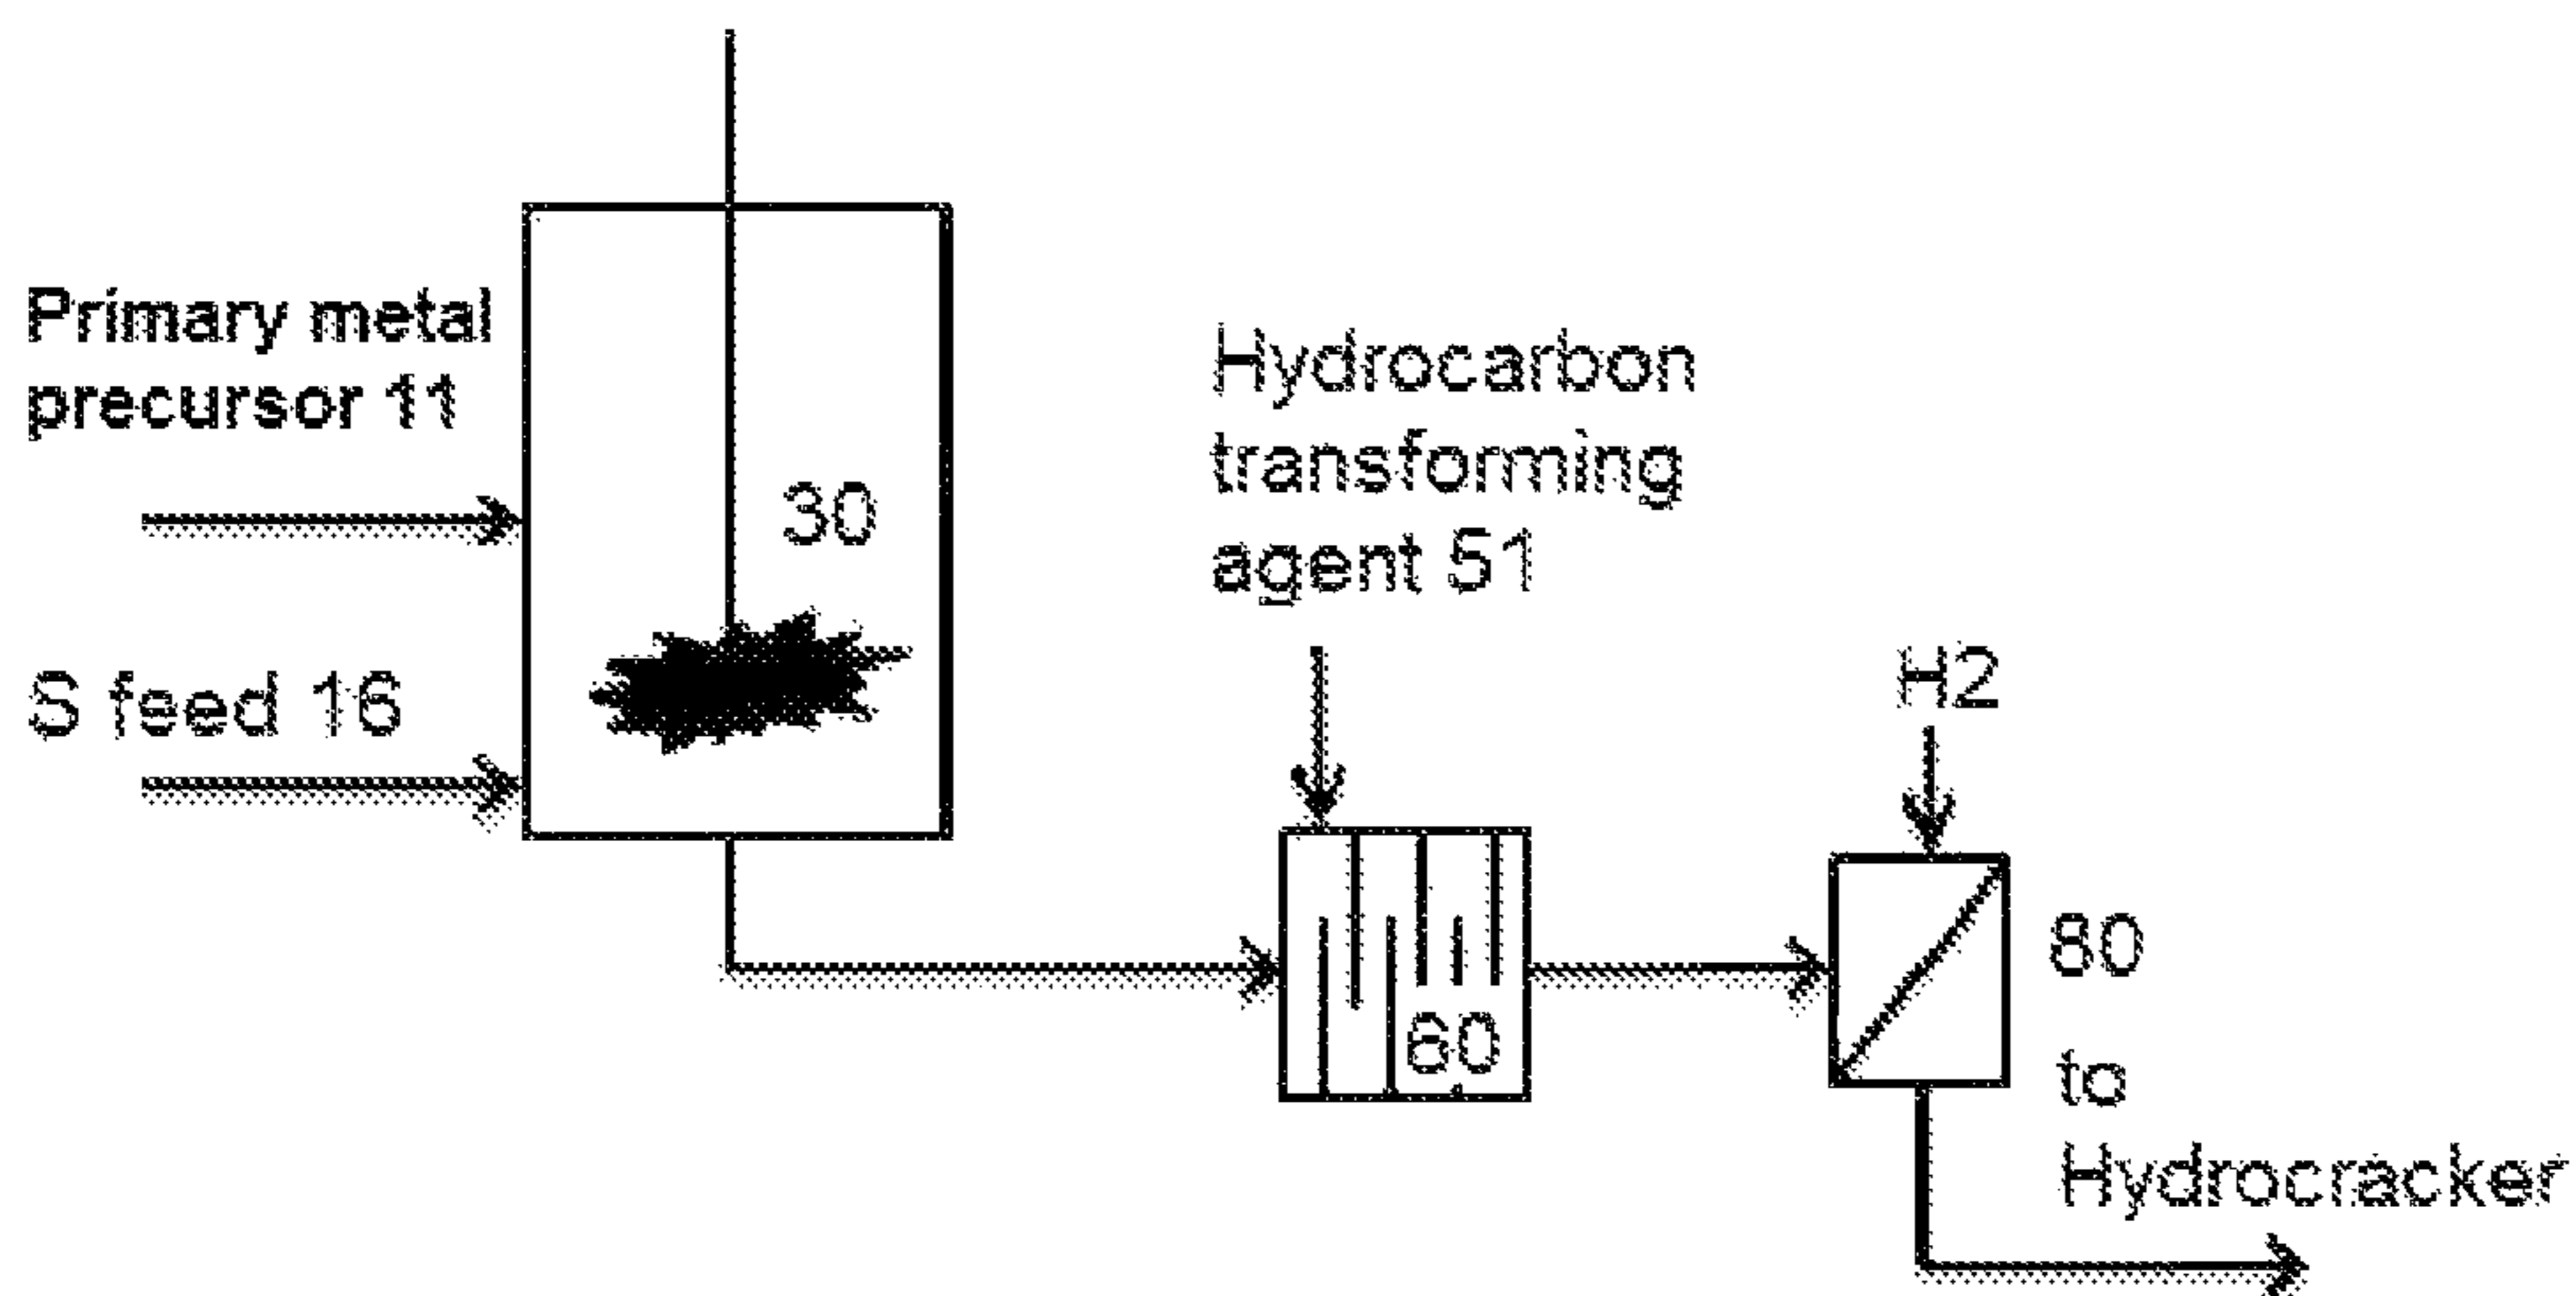 Primary metal
precursor 11
S feed 16
30
Hydrocarbon
transforming
agent 51
60
H2
80
to
Hydrocracker